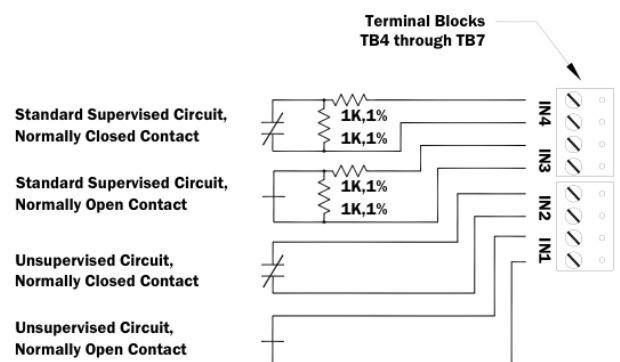 Terminal Blocks
TB4 through TB7
Standard Supervised Circuit,
Normally Closed Contact
1K,1%
1K,1%
IN4
Standard Supervised Circuit,
Normally Open Contact
1K,1%
1K,1%
IN3
Unsupervised Circuit,
Normally Closed Contact
IN2
Unsupervised Circuit,
Normally Open Contact
IN1